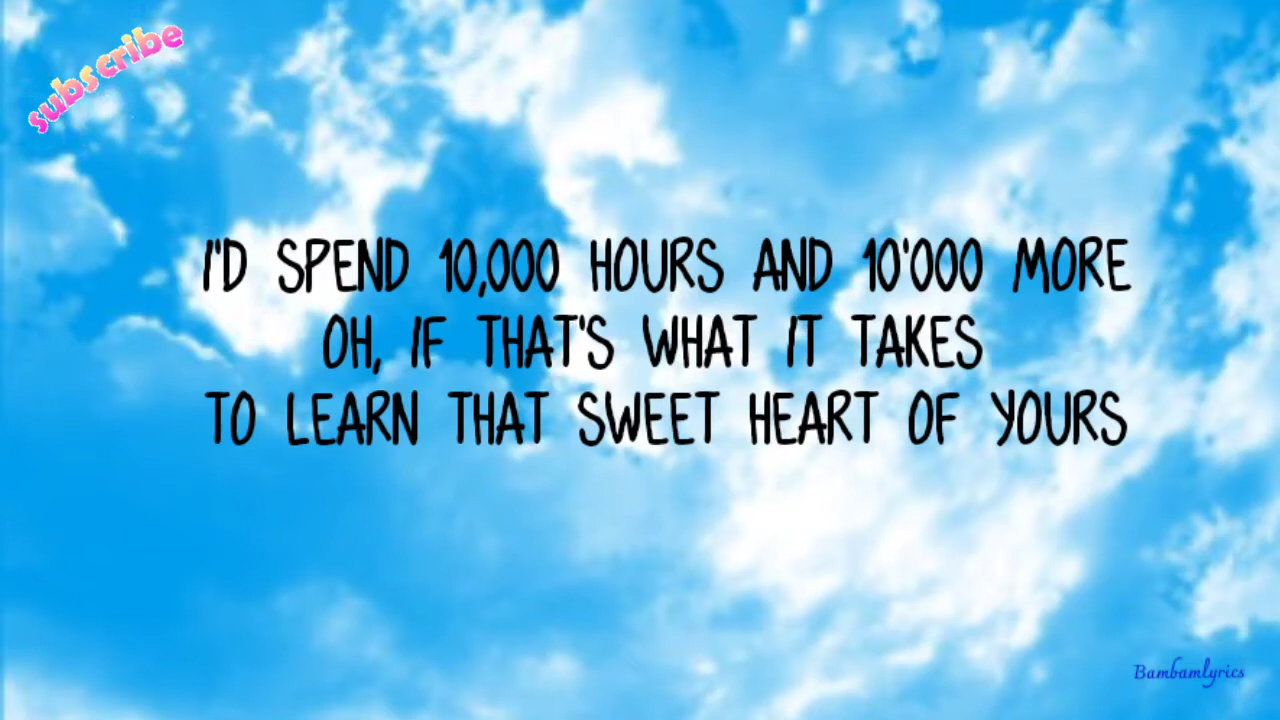 subscribe
I'D SPEND 10,000 HOURS AND 10'000 MORE
OH, IF THAT'S WHAT IT TAKES
TO LEARN THAT SWEET HEART OF YOURS
Bambamlyrics